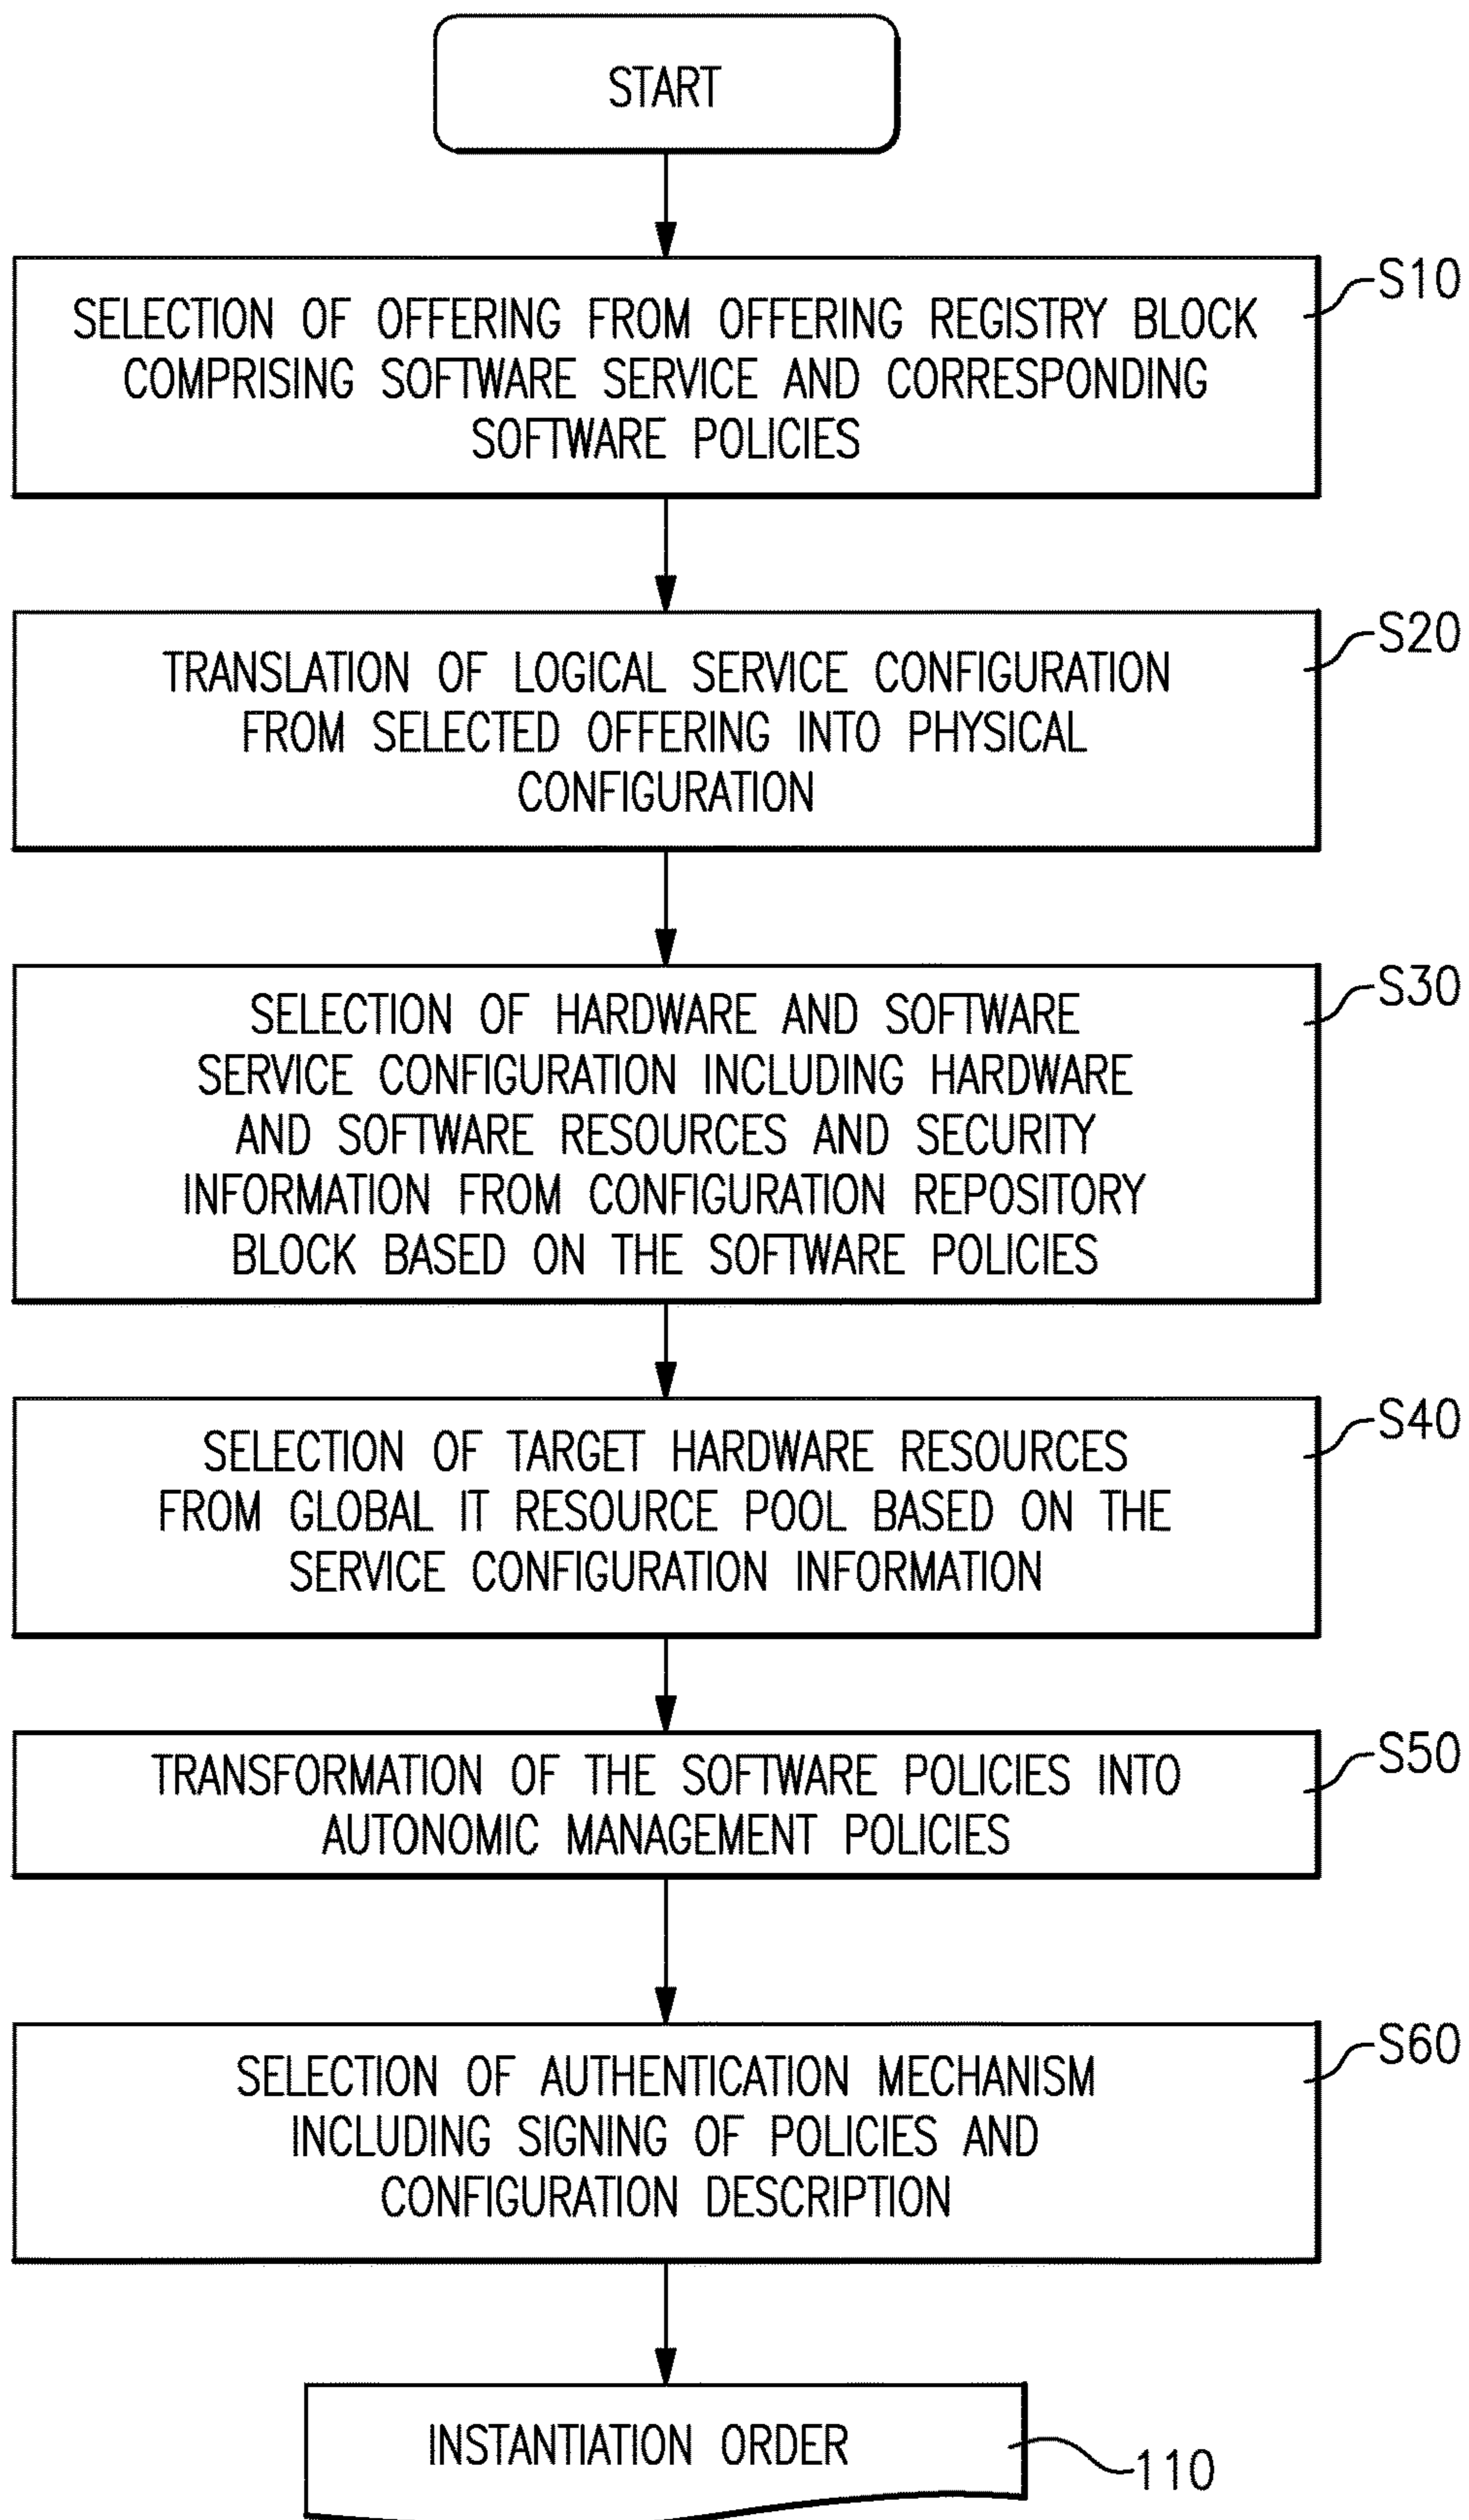 START
S10
SELECTION OF OFFERING FROM OFFERING REGISTRY BLOCK
COMPRISING SOFTWARE SERVICE AND CORRESPONDING
SOFTWARE POLICIES
S20
TRANSLATION OF LOGICAL SERVICE CONFIGURATION
FROM SELECTED OFFERING INTO PHYSICAL
CONFIGURATION
S30
SELECTION OF HARDWARE AND SOFTWARE
SERVICE CONFIGURATION INCLUDING HARDWARE
AND SOFTWARE RESOURCES AND SECURITY
INFORMATION FROM CONFIGURATION REPOSITORY
BLOCK BASED ON THE SOFTWARE POLICIES
S40
SELECTION OF TARGET HARDWARE RESOURCES
FROM GLOBAL IT RESOURCE POOL BASED ON THE
SERVICE CONFIGURATION INFORMATION
S50
TRANSFORMATION OF THE SOFTWARE POLICIES INTO
AUTONOMIC MANAGEMENT POLICIES
S60
SELECTION OF AUTHENTICATION MECHANISM
INCLUDING SIGNING OF POLICIES AND
CONFIGURATION DESCRIPTION
INSTANTIATION ORDER
110